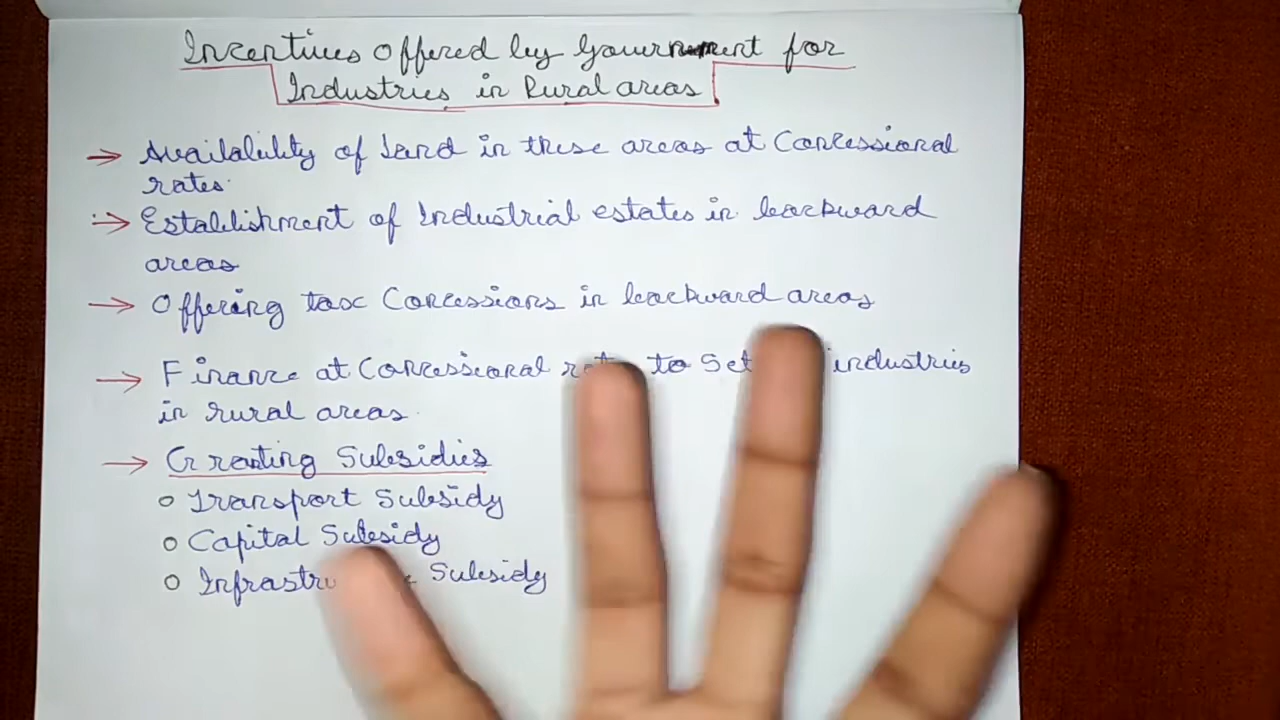 Incentives offered by Government for
Industries in Rural areas
→ Availability of Land in these areas at Concessional
rates.
→ Establishment of Industrial estates in backward
areas
→ Offering tax Concessions in backward areas
→ Finance at Concessional to Set industries
in rural areas.
→ Granting Subsidies
o Transport Subsidy
o Capital Subsidy
o Subsidy